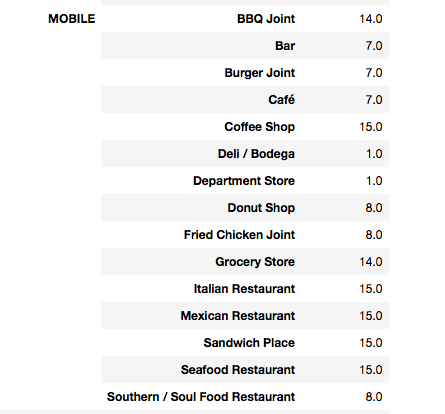 MOBILE BBQ Joint 14.0
Bar 7.0
Burger Joint 7.0
Café 7.0
Coffee Shop 15.0
Deli / Bodega 1.0
Department Store 1.0
Donut Shop 8.0
Fried Chicken Joint 8.0
Grocery Store 14.0
Italian Restaurant 15.0
Mexican Restaurant 15.0
Sandwich Place 15.0
Seafood Restaurant 15.0
Southern / Soul Food Restaurant 8.0